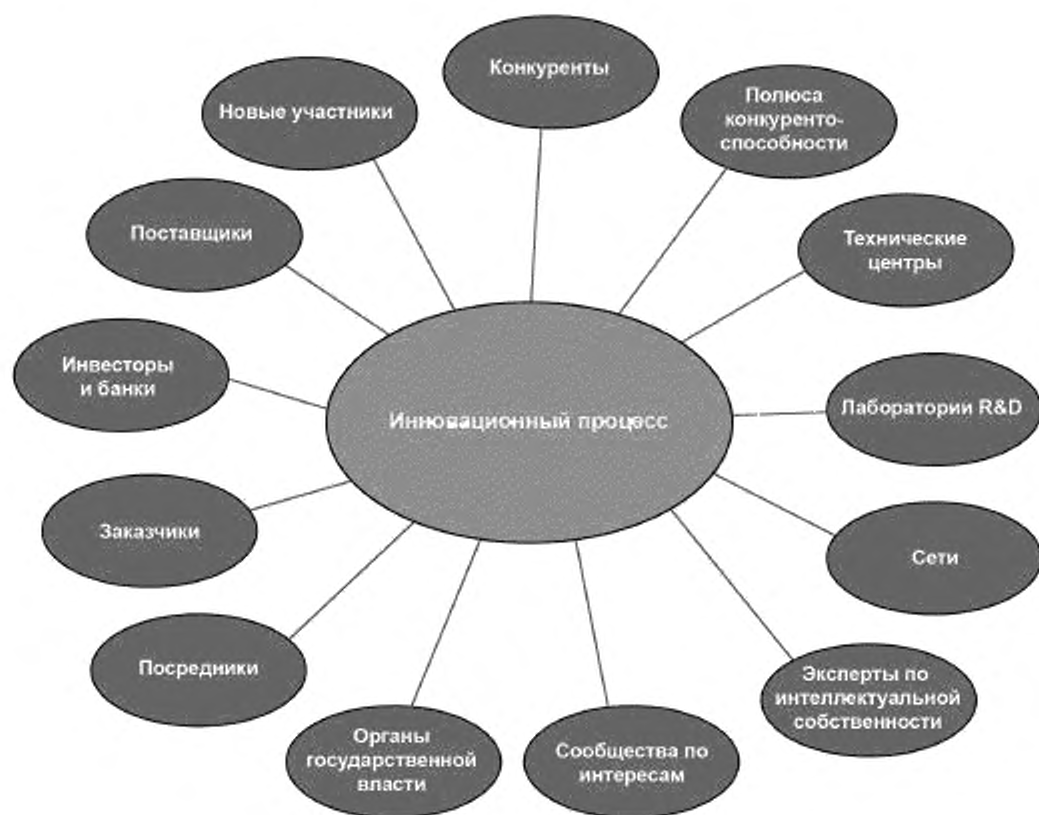 Конкуренты
Новые участники
Полюса
конкуренто-
способности
Поставщики
Технические
центры
Инвесторы
и банки
Инновационный процесс
Лаборатории R&D
Заказчики
Сети
Посредники
Эксперты по
интеллектуальной
собственности
Органы
государственной
власти
Сообщества по
интересам